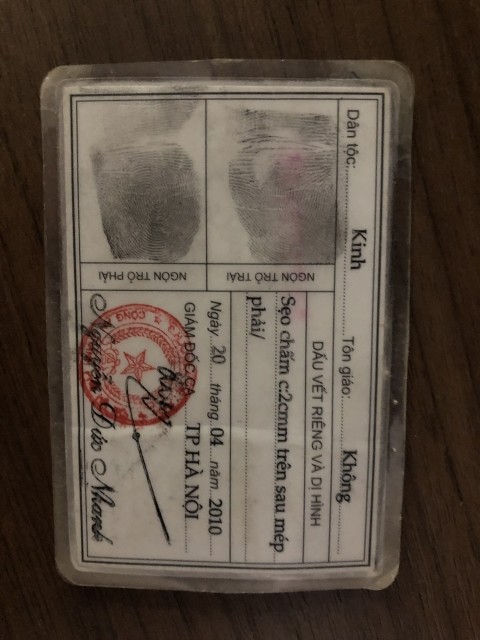 Dân tộc: Kinh Tôn giáo: Không
DẤU VẾT RIÊNG VÀ DỊ HÌNH
Sẹo chấm c:2cmm trên sau mép
phải/
NGÓN TRỎ TRÁI
NGÓN TRỎ PHẢI
Ngày 20 tháng 04 năm 2010
GIÁM ĐỐC CA TP HÀ NỘI
Nguyễn Đức Nhanh